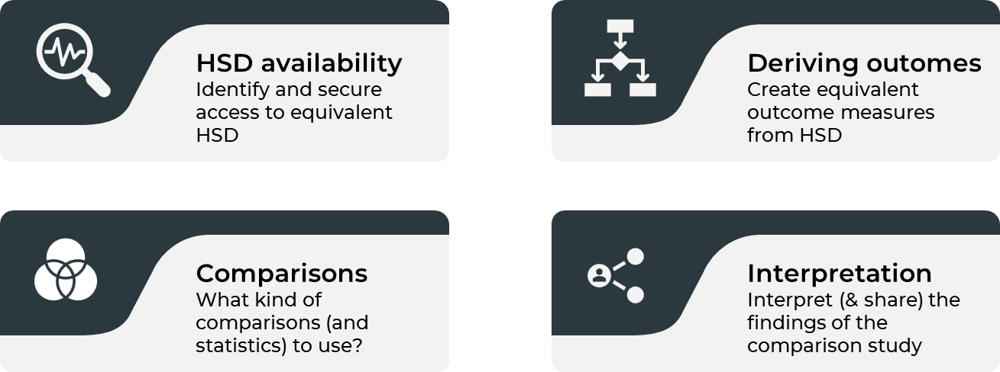 HSD availability
Identify and secure
access to equivalent
HSD
Deriving outcomes
Create equivalent
outcome measures
from HSD
Comparisons
What kind of
comparisons (and
statistics) to use?
Interpretation
Interpret (& share) the
findings of the
comparison study